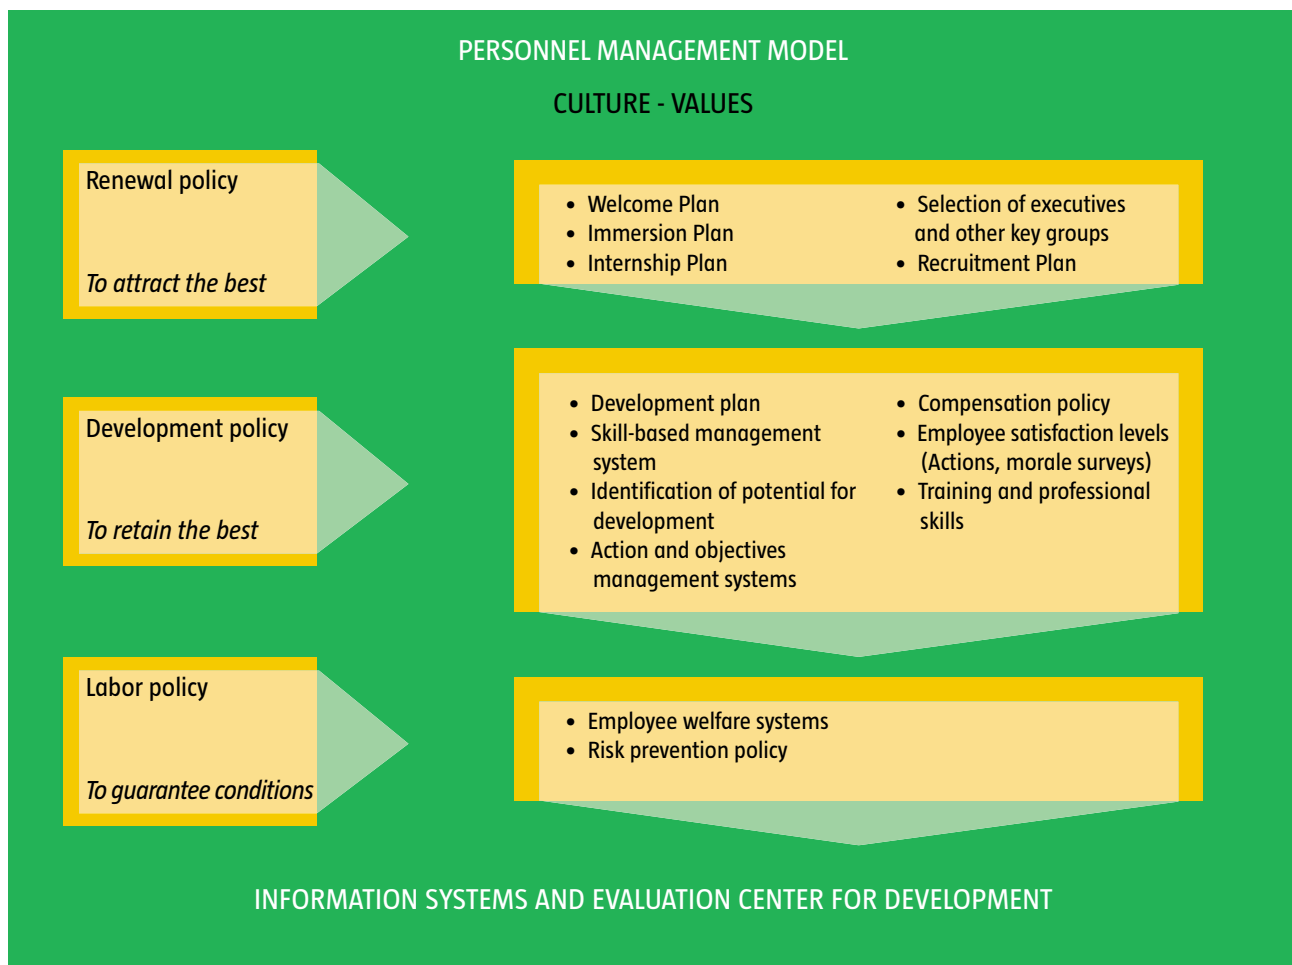 PERSONNEL MANAGEMENT MODEL
CULTURE - VALUES
Renewal policy
To attract the best
• Welcome Plan
• Immersion Plan
• Internship Plan
• Selection of executives
and other key groups
• Recruitment Plan
Development policy
To retain the best
• Development plan
• Skill-based management
system
• Identification of potential for
development
• Action and objectives
management systems
• Compensation policy
• Employee satisfaction levels
(Actions, morale surveys)
• Training and professional
skills
Labor policy
To guarantee conditions
• Employee welfare systems
• Risk prevention policy
INFORMATION SYSTEMS AND EVALUATION CENTER FOR DEVELOPMENT